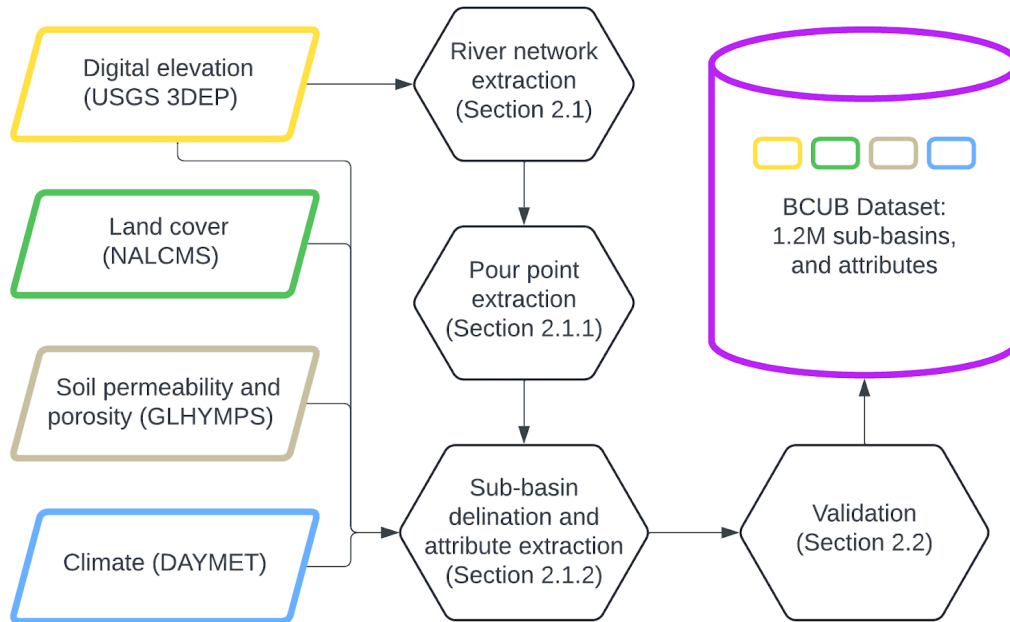 Digital elevation
(USGS 3DEP)
River network
extraction
(Section 2.1)
Land cover
(NALCMS)
Pour point
extraction
(Section 2.1.1)
BCUB Dataset:
1.2M sub-basins,
and attributes
Soil permeability and
porosity (GLHYMPS)
Climate (DAYMET)
Sub-basin
delination and
attribute extraction
(Section 2.1.2)
Validation
(Section 2.2)